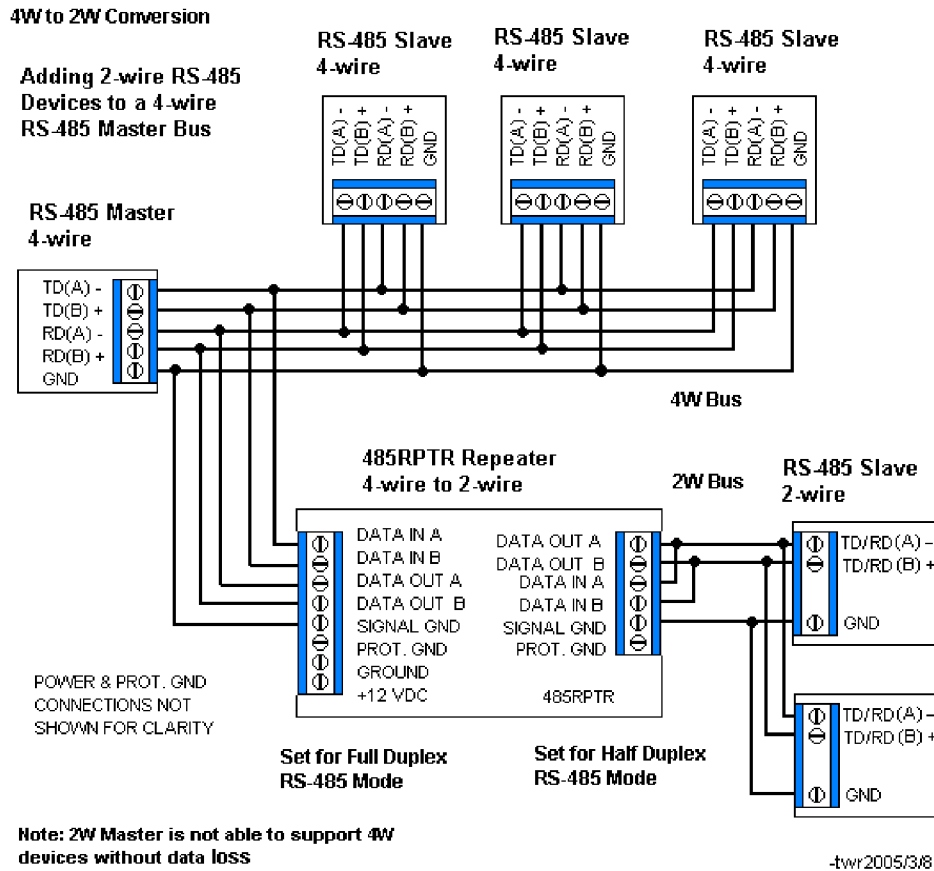 4W to 2W Conversion
Adding 2-wire RS-485
Devices to a 4-wire
RS-485 Master Bus
RS-485 Slave
4-wire
TD(A) -
TD(B) +
RD(A) -
RD(B) +
GND
RS-485 Slave
4-wire
TD(A) -
TD(B) +
RD(A) -
RD(B) +
GND
RS-485 Slave
4-wire
TD(A) -
TD(B) +
RD(A) -
RD(B) +
GND
RS-485 Master
4-wire
TD(A) -
TD(B) +
RD(A) -
RD(B) +
GND
4W Bus
485RPTR Repeater
4-wire to 2-wire
DATA IN A
DATA IN B
DATA OUT A
DATA OUT B
SIGNAL GND
PROT. GND
GROUND
+12 VDC
DATA OUT A
DATA OUT B
DATA IN A
DATA IN B
SIGNAL GND
PROT. GND
485RPTR
2W Bus
RS-485 Slave
2-wire
TD/RD(A) -
TD/RD (B) +
GND
TD/RD(A) -
TD/RD (B) +
GND
POWER & PROT. GND
CONNECTIONS NOT
SHOWN FOR CLARITY
Set for Full Duplex
RS-485 Mode
Set for Half Duplex
RS-485 Mode
Note: 2W Master is not able to support 4W
devices without data loss
-twr2005/3/8